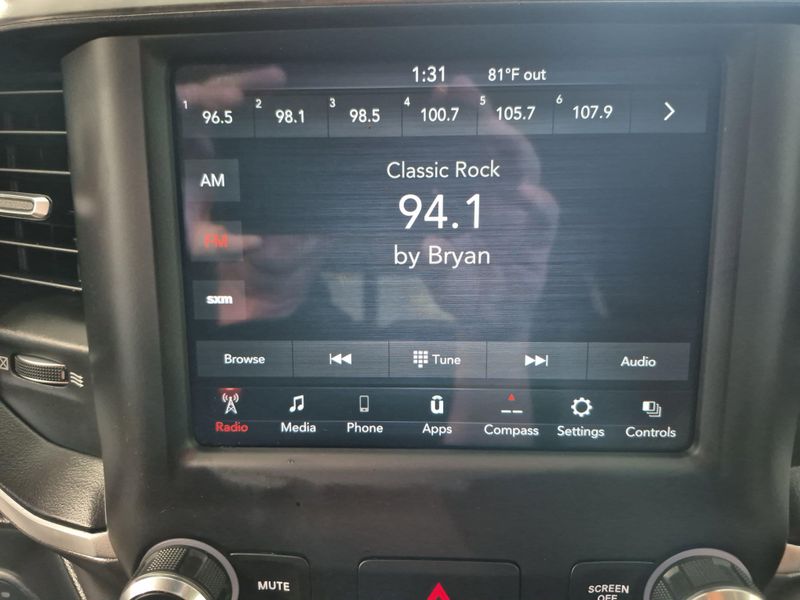 1:31 81°F out
1 96.5 2 98.1 3 98.5 4 100.7 5 105.7 6 107.9
AM
Classic Rock
94.1
FM
by Bryan
sxm
Browse Tune Audio
Radio Media Phone Apps Compass Settings Controls
MUTE
SCREEN
OFF